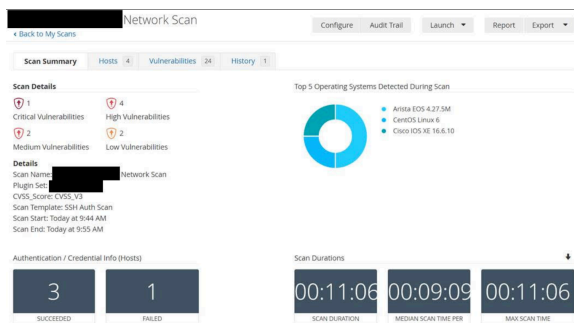 Network Scan
Back to My Scans
Configure Audit Trail Launch Report Export
Scan Summary Hosts 4 Vulnerabilities 24 History 1
Scan Details
1
Critical Vulnerabilities
4
High Vulnerabilities
2
Medium Vulnerabilities
2
Low Vulnerabilities
Details
Scan Name: Network Scan
Plugin Set:
CVSS_Score: CVSS_V3
Scan Template: SSH Auth Scan
Scan Start: Today at 9:44 AM
Scan End: Today at 9:55 AM
Top 5 Operating Systems Detected During Scan
Arista EOS 4.27.5M
CentOS Linux 6
Cisco IOS XE 16.6.10
Authentication / Credential Info (Hosts)
3
SUCCEEDED
1
FAILED
Scan Durations
00:11:06
SCAN DURATION
00:09:09
MEDIAN SCAN TIME PER
00:11:06
MAX SCAN TIME